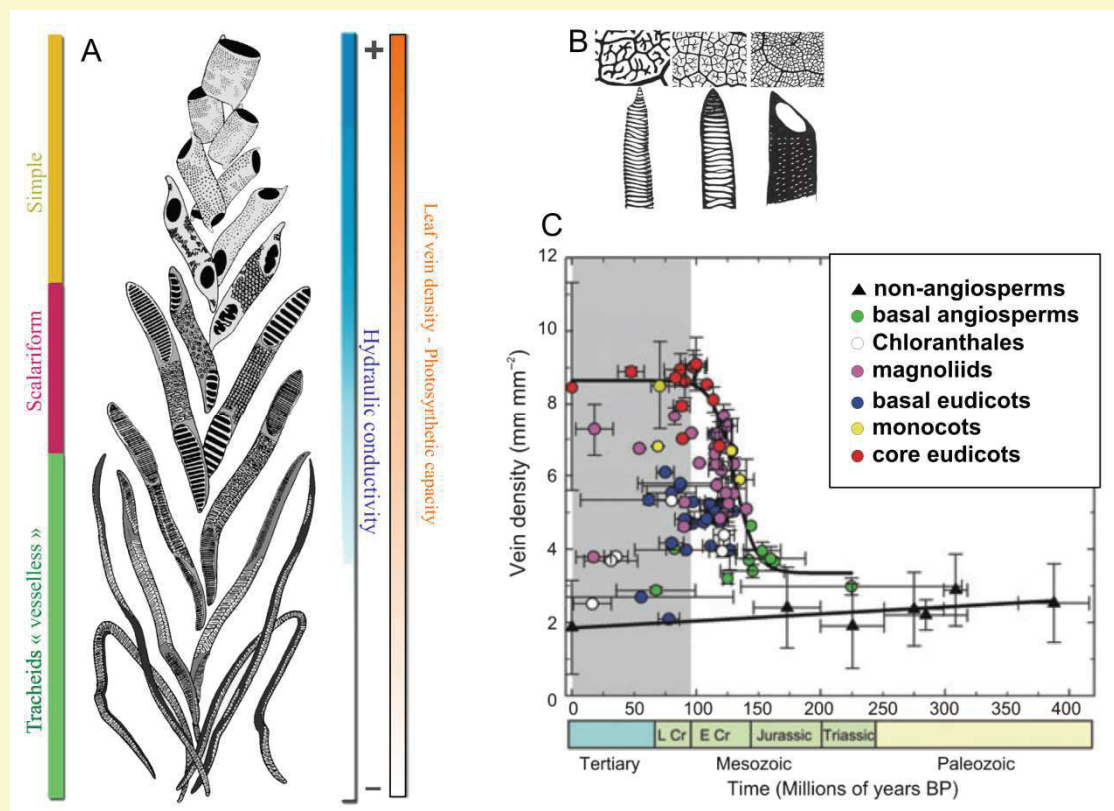 A
Simple
Scalariform
Tracheids « vesselless »
+
−
Hydraulic conductivity
Leaf vein density - Photosynthetic capacity
B
C
Vein density (mm mm⁻²)
12
10
8
6
4
2
0
non-angiosperms
basal angiosperms
Chloranthales
magnoliids
basal eudicots
monocots
core eudicots
0 50 100 150 200 250 300 350 400
L Cr E Cr Jurassic Triassic
Tertiary Mesozoic Paleozoic
Time (Millions of years BP)